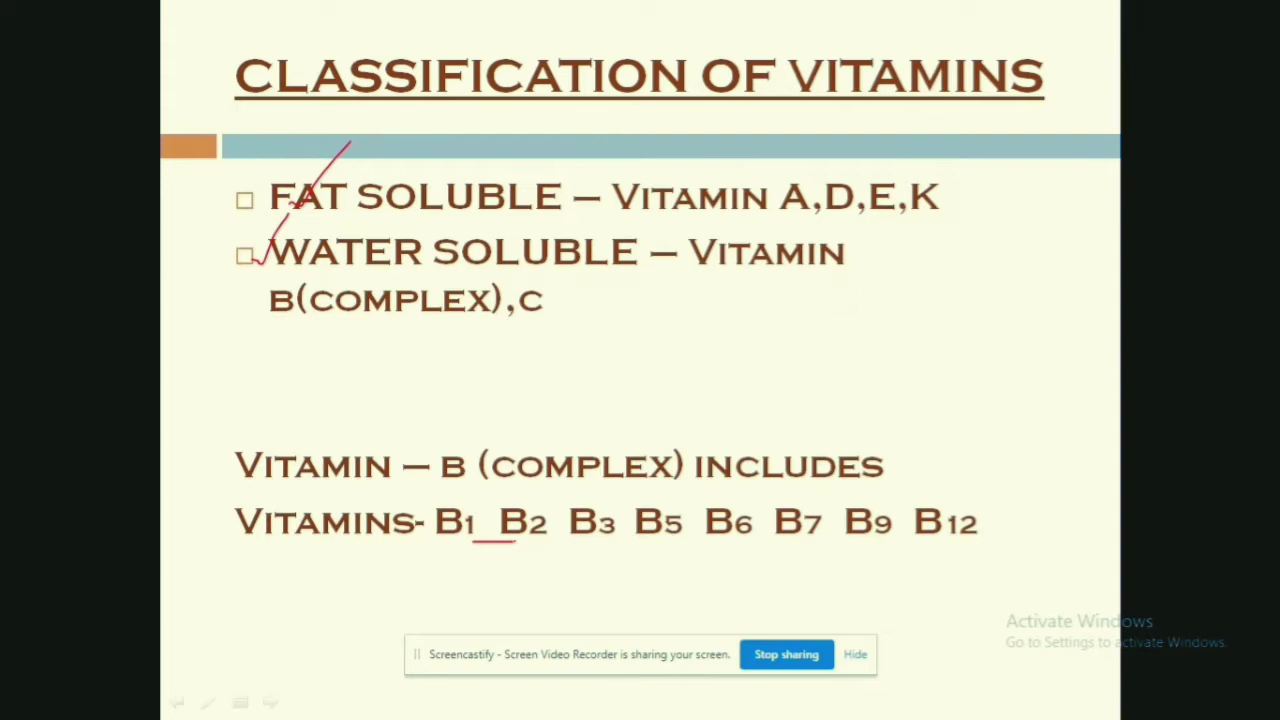 CLASSIFICATION OF VITAMINS
FAT SOLUBLE – VITAMIN A,D,E,K
WATER SOLUBLE – VITAMIN
B(COMPLEX),C
VITAMIN – B (COMPLEX) INCLUDES
VITAMINS- B1 B2 B3 B5 B6 B7 B9 B12
Activate Windows
Go to Settings to activate Windows.
Screencastify - Screen Video Recorder is sharing your screen. Stop sharing Hide